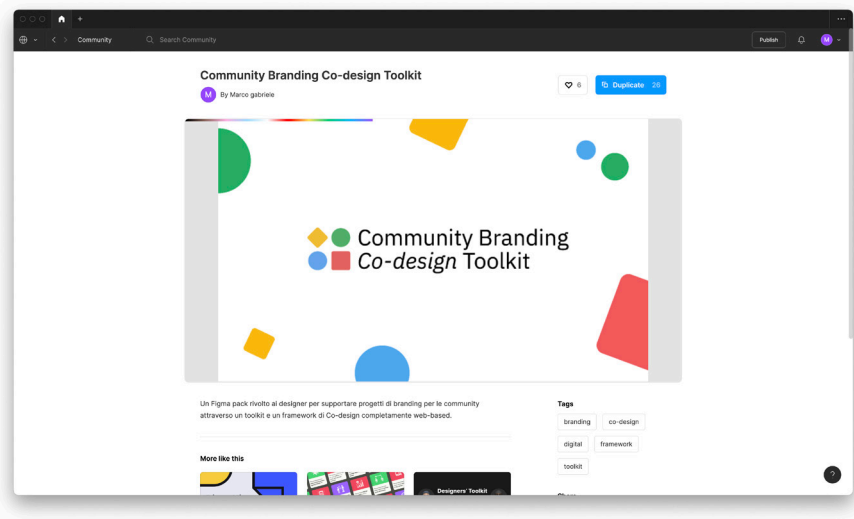 Community
Search Community
Publish
M
Community Branding Co-design Toolkit
M
By Marco gabriele
6
Duplicate 26
Community Branding
Co-design Toolkit
Un Figma pack rivolto ai designer per supportare progetti di branding per le community
attraverso un toolkit e un framework di Co-design completamente web-based.
Tags
branding
co-design
digital
framework
toolkit
More like this
Designers' Toolkit
?